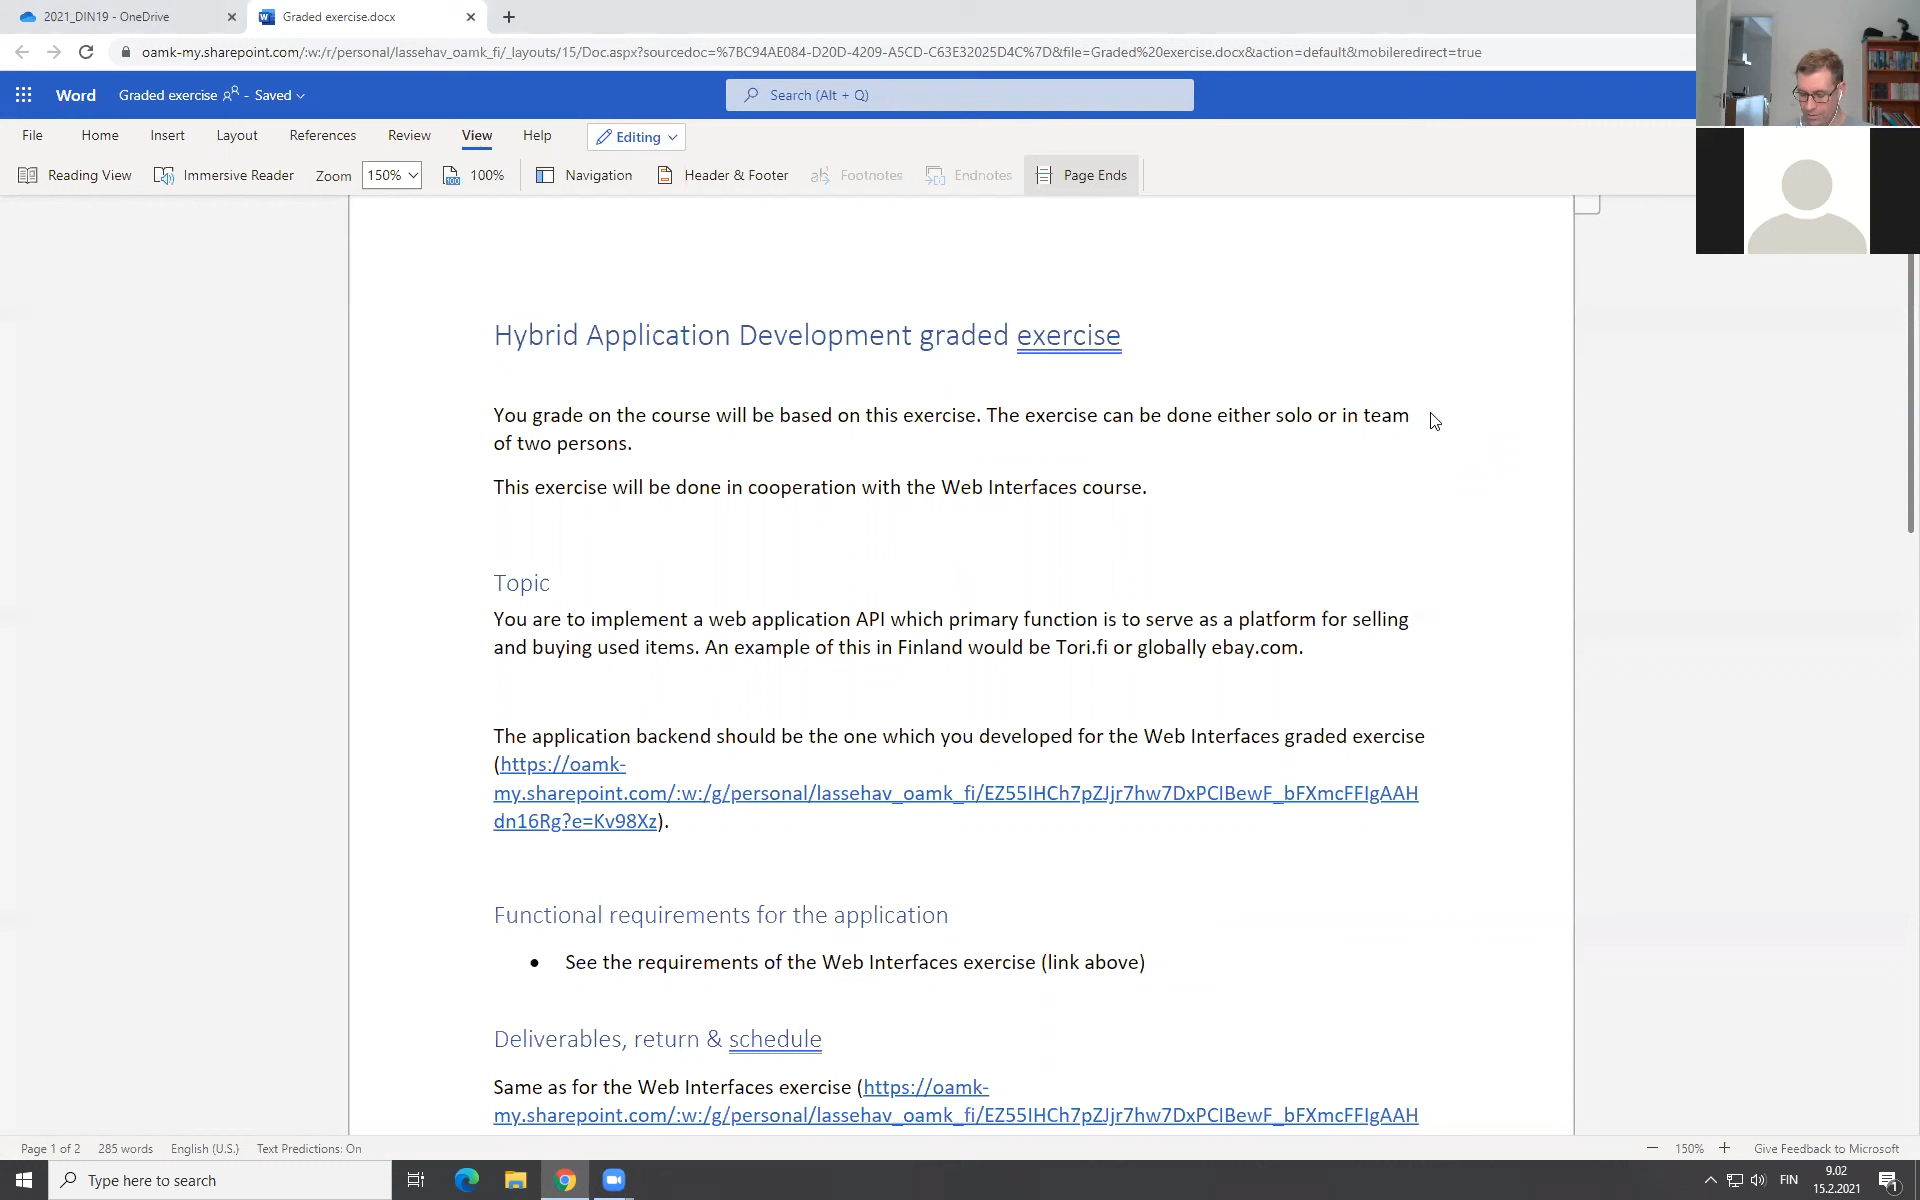 2021_DIN19 - OneDrive
Graded exercise.docx
oamk-my.sharepoint.com/:w:/r/personal/lassehav_oamk_fi/_layouts/15/Doc.aspx?sourcedoc=%7BC94AE084-D20D-4209-A5CD-C63E32025D4C%7D&file=Graded%20exercise.docx&action=default&mobileredirect=true
Word
Graded exercise - Saved
Search (Alt + Q)
File Home Insert Layout References Review View Help Editing
Reading View Immersive Reader Zoom 150% 100% Navigation Header & Footer Footnotes Endnotes Page Ends
Hybrid Application Development graded exercise
You grade on the course will be based on this exercise. The exercise can be done either solo or in team
of two persons.
This exercise will be done in cooperation with the Web Interfaces course.
Topic
You are to implement a web application API which primary function is to serve as a platform for selling
and buying used items. An example of this in Finland would be Tori.fi or globally ebay.com.
The application backend should be the one which you developed for the Web Interfaces graded exercise
(https://oamk-
my.sharepoint.com/:w:/g/personal/lassehav_oamk_fi/EZ55IHCh7pZJjr7hw7DxPCIBewF_bFXmcFFIgAAH
dn16Rg?e=Kv98Xz).
Functional requirements for the application
• See the requirements of the Web Interfaces exercise (link above)
Deliverables, return & schedule
Same as for the Web Interfaces exercise (https://oamk-
my.sharepoint.com/:w:/g/personal/lassehav_oamk_fi/EZ55IHCh7pZJjr7hw7DxPCIBewF_bFXmcFFIgAAH
Page 1 of 2 285 words English (U.S.) Text Predictions: On
150% Give Feedback to Microsoft
Type here to search
FIN
9.02
15.2.2021
1